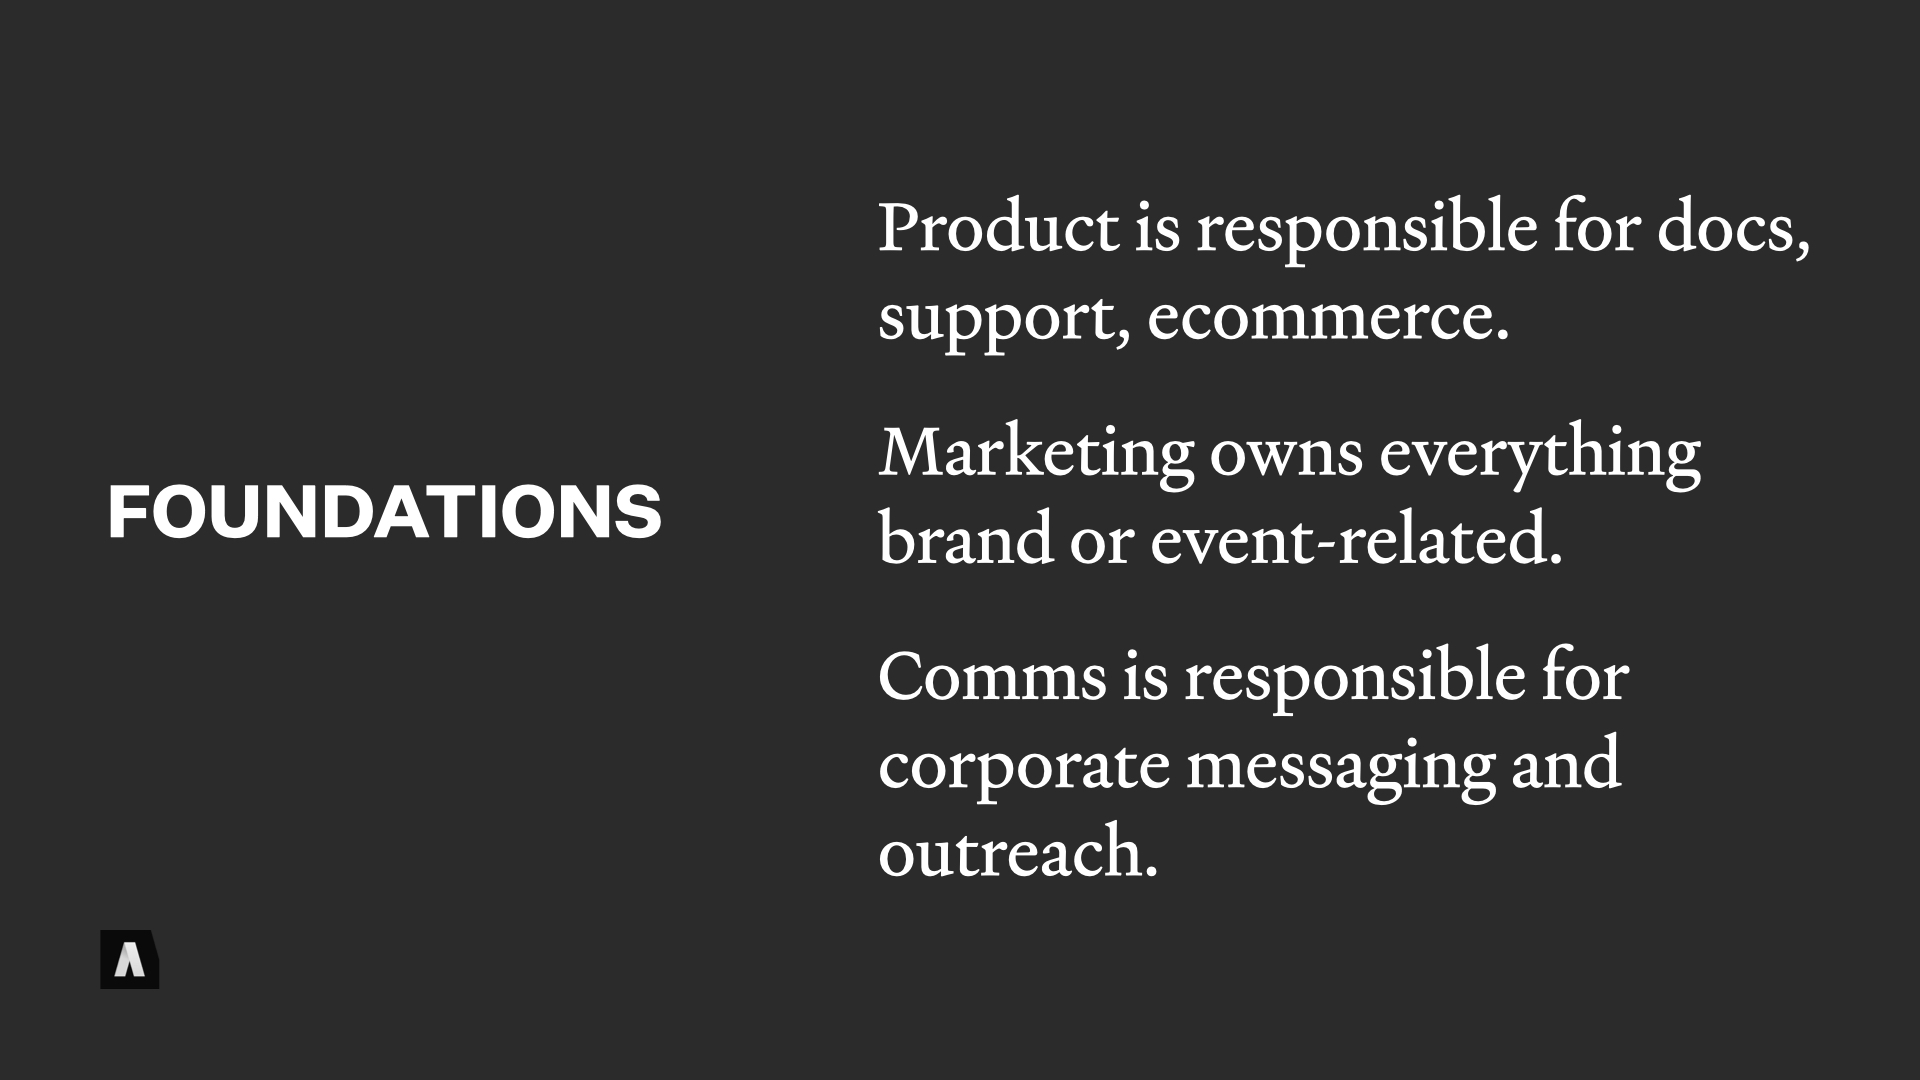 FOUNDATIONS
Product is responsible for docs,
support, ecommerce.
Marketing owns everything
brand or event-related.
Comms is responsible for
corporate messaging and
outreach.